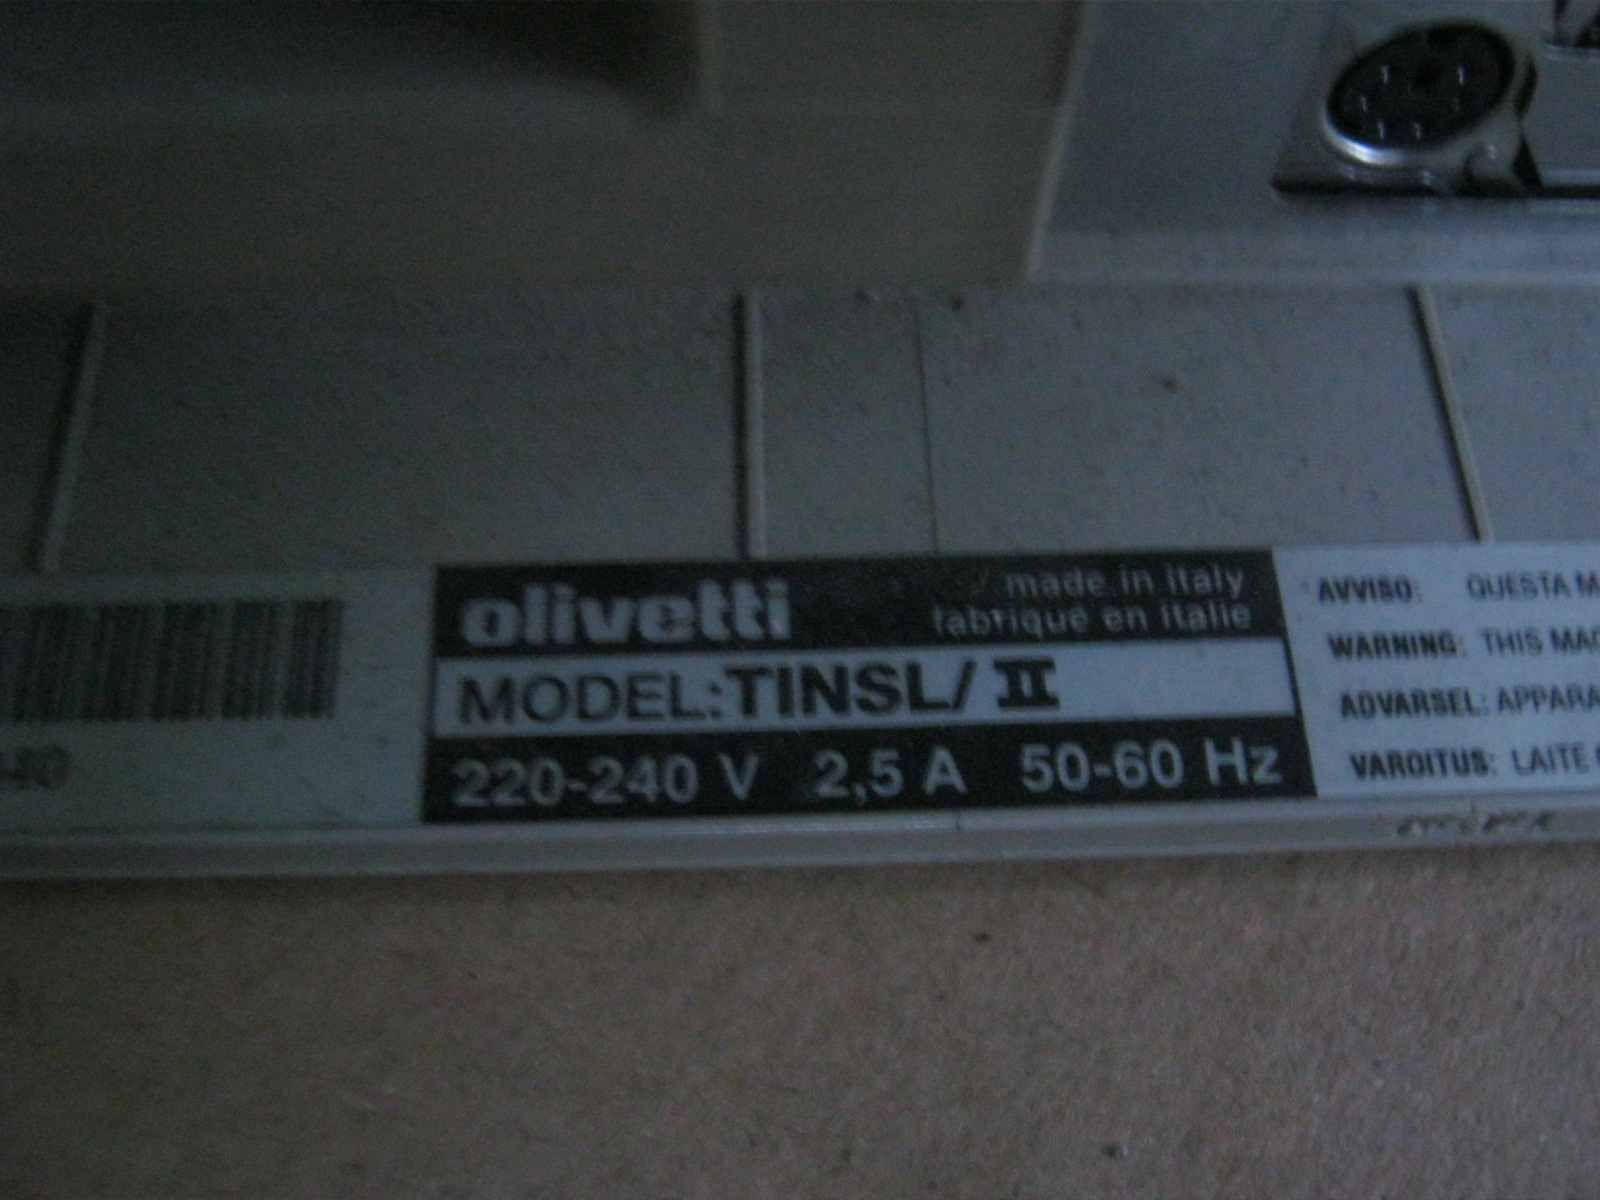 olivetti
made in italy
fabriqué en italie
MODEL: TINSL/II
220-240 V 2,5 A 50-60 Hz
AVVISO: QUESTA
WARNING: THIS
ADVARSEL:
VAROITUS: LAITE